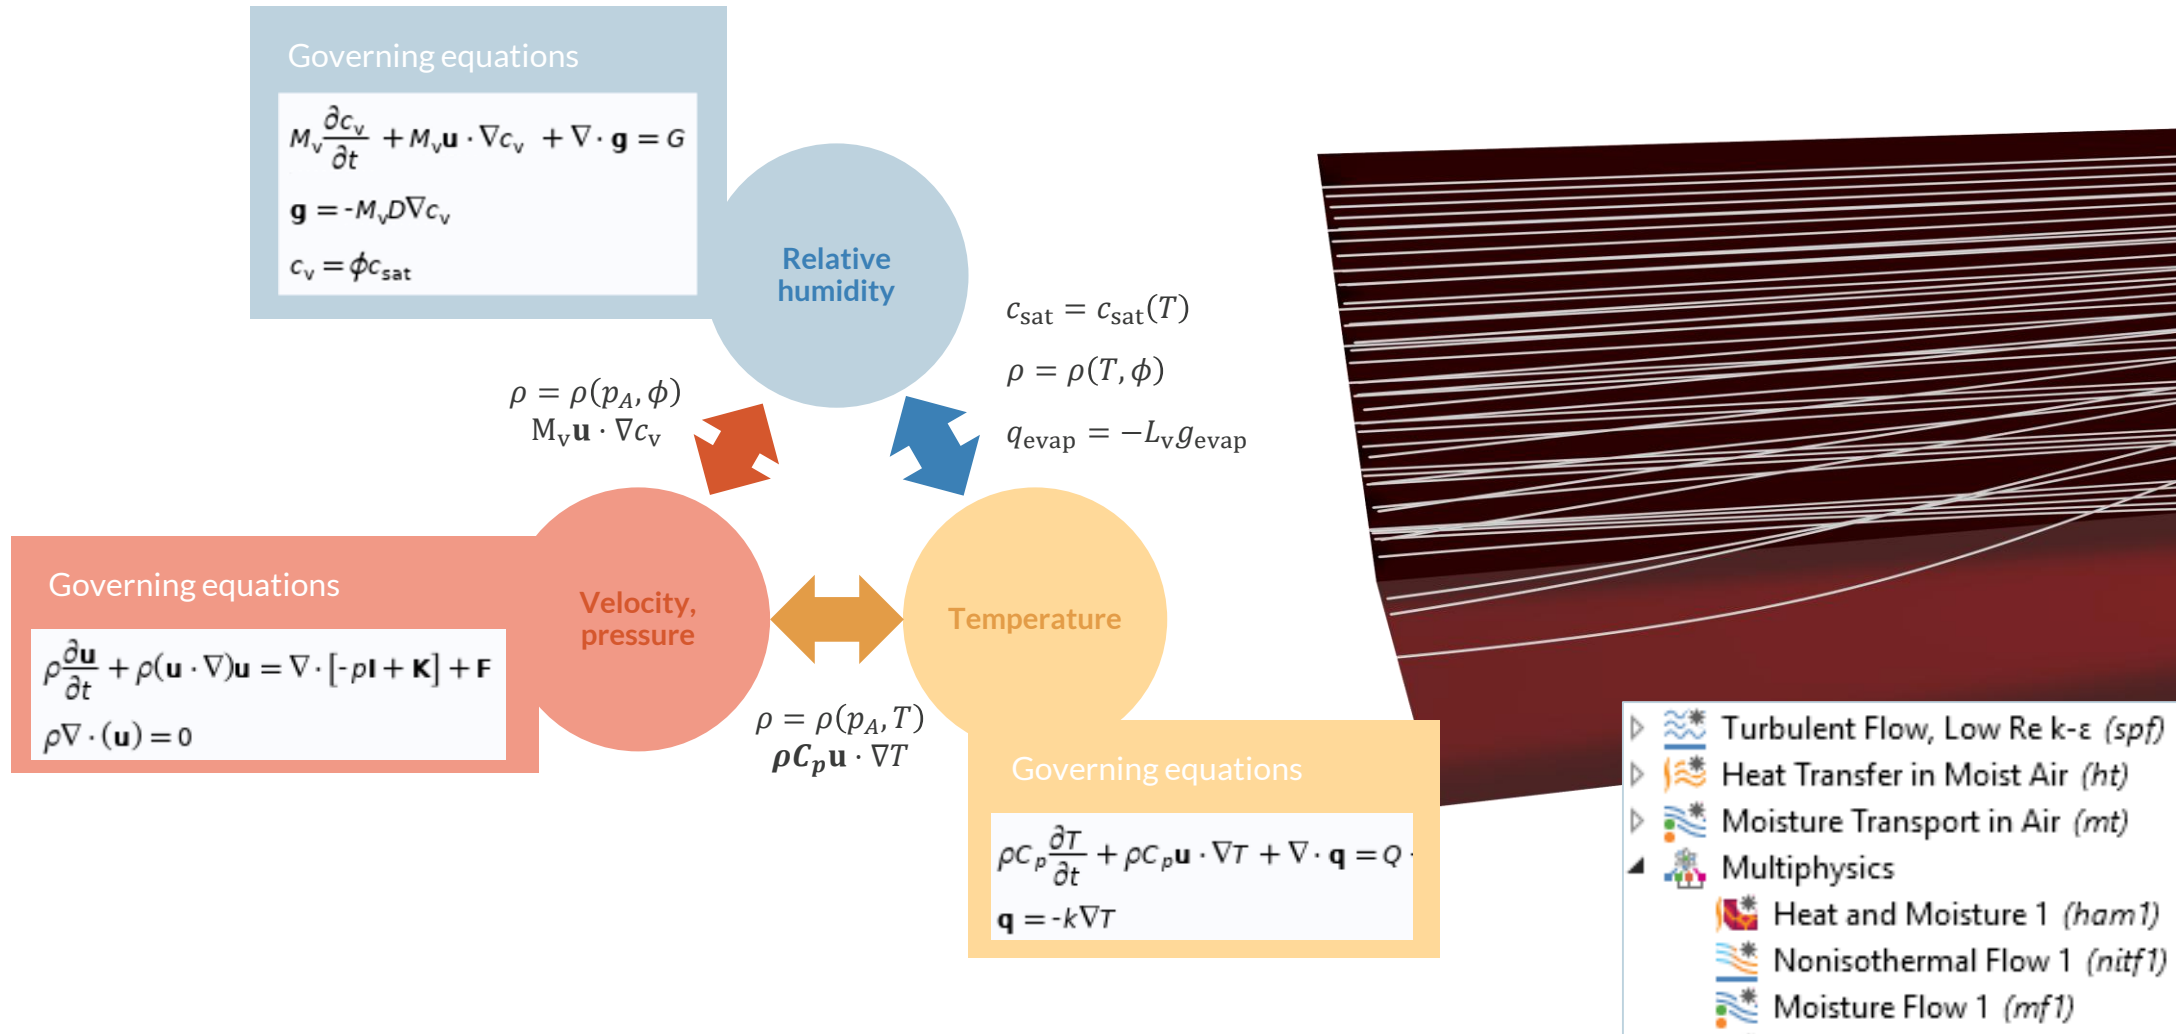 Governing equations
M_v ∂c_v/∂t + M_v 𝐮 · ∇c_v + ∇ · 𝐠 = G
𝐠 = -M_v D∇c_v
c_v = ϕc_sat
Relative
humidity
c_sat = c_sat(T)
ρ = ρ(T, ϕ)
q_evap = −L_v g_evap
ρ = ρ(p_A, ϕ)
M_v 𝐮 · ∇c_v
Governing equations
ρ ∂𝐮/∂t + ρ(𝐮 · ∇)𝐮 = ∇ · [-p𝐈 + 𝐊] + 𝐅
ρ∇ · (𝐮) = 0
Velocity,
pressure
Temperature
ρ = ρ(p_A, T)
𝝆𝑪_𝒑 𝐮 · ∇T
Governing equations
ρC_p ∂T/∂t + ρC_p 𝐮 · ∇T + ∇ · 𝐪 = Q
𝐪 = -k∇T
Turbulent Flow, Low Re k-ε (spf)
Heat Transfer in Moist Air (ht)
Moisture Transport in Air (mt)
Multiphysics
Heat and Moisture 1 (ham1)
Nonisothermal Flow 1 (nitf1)
Moisture Flow 1 (mf1)